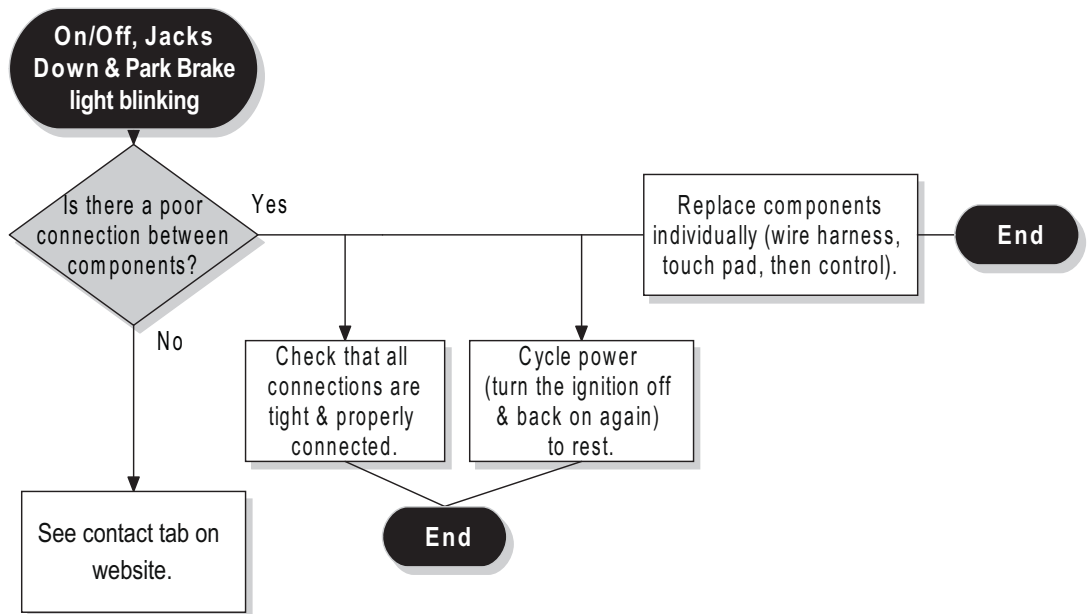 On/Off, Jacks
Down & Park Brake
light blinking
Is there a poor
connection between
components?
Yes
No
Replace components
individually (wire harness,
touch pad, then control).
End
Check that all
connections are
tight & properly
connected.
Cycle power
(turn the ignition off
& back on again)
to rest.
End
See contact tab on
website.